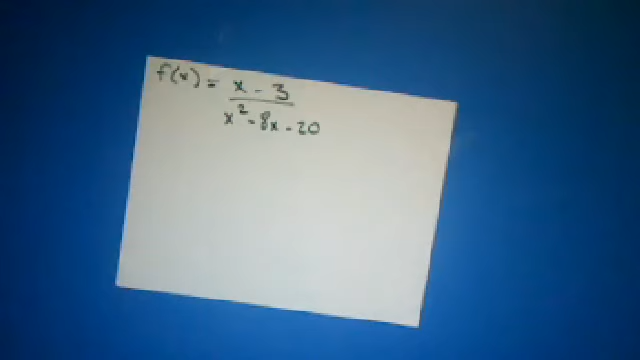 f(x) = x - 3
x² - 8x - 20